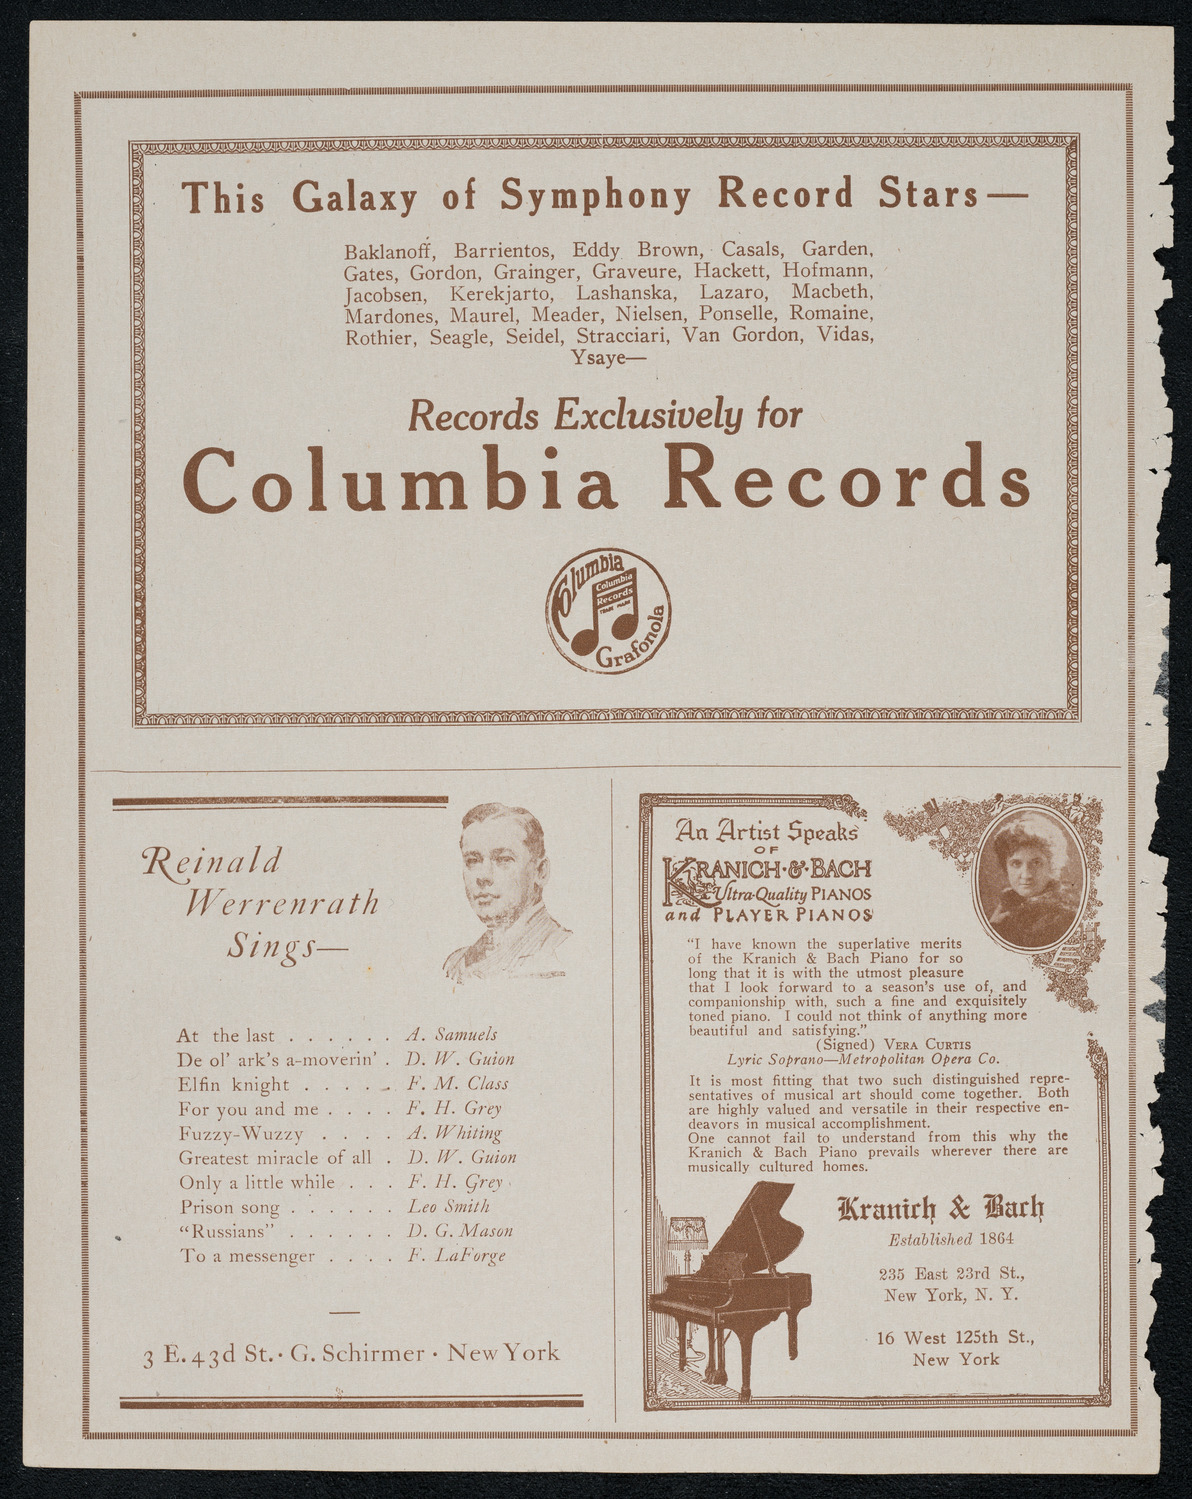 This Galaxy of Symphony Record Stars—
Baklanoff, Barrientos, Eddy Brown, Casals, Garden,
Gates, Gordon, Grainger, Graveure, Hackett, Hofmann,
Jacobsen, Kerekjarto, Lashanska, Lazaro, Macbeth,
Mardones, Maurel, Meader, Nielsen, Ponselle, Romaine,
Rothier, Seagle, Seidel, Stracciari, Van Gordon, Vidas,
Ysaye—
Records Exclusively for
Columbia Records
Columbia
Columbia
Records
TRADE MARK
Grafonola
Reinald
Werrenrath
Sings—
At the last . . . . . . A. Samuels
De ol' ark's a-moverin' . D. W. Guion
Elfin knight . . . . . F. M. Class
For you and me . . . . F. H. Grey
Fuzzy-Wuzzy . . . . A. Whiting
Greatest miracle of all . D. W. Guion
Only a little while . . . F. H. Grey
Prison song . . . . . . Leo Smith
"Russians" . . . . . . D. G. Mason
To a messenger . . . . F. LaForge
3 E. 43d St. · G. Schirmer · New York
An Artist Speaks
OF
KRANICH·&·BACH
Ultra-Quality PIANOS
and PLAYER PIANOS
"I have known the superlative merits
of the Kranich & Bach Piano for so
long that it is with the utmost pleasure
that I look forward to a season's use of, and
companionship with, such a fine and exquisitely
toned piano. I could not think of anything more
beautiful and satisfying."
(Signed) VERA CURTIS
Lyric Soprano—Metropolitan Opera Co.
It is most fitting that two such distinguished repre-
sentatives of musical art should come together. Both
are highly valued and versatile in their respective en-
deavors in musical accomplishment.
One cannot fail to understand from this why the
Kranich & Bach Piano prevails wherever there are
musically cultured homes.
Kranich & Bach
Established 1864
235 East 23rd St.,
New York, N. Y.
16 West 125th St.,
New York